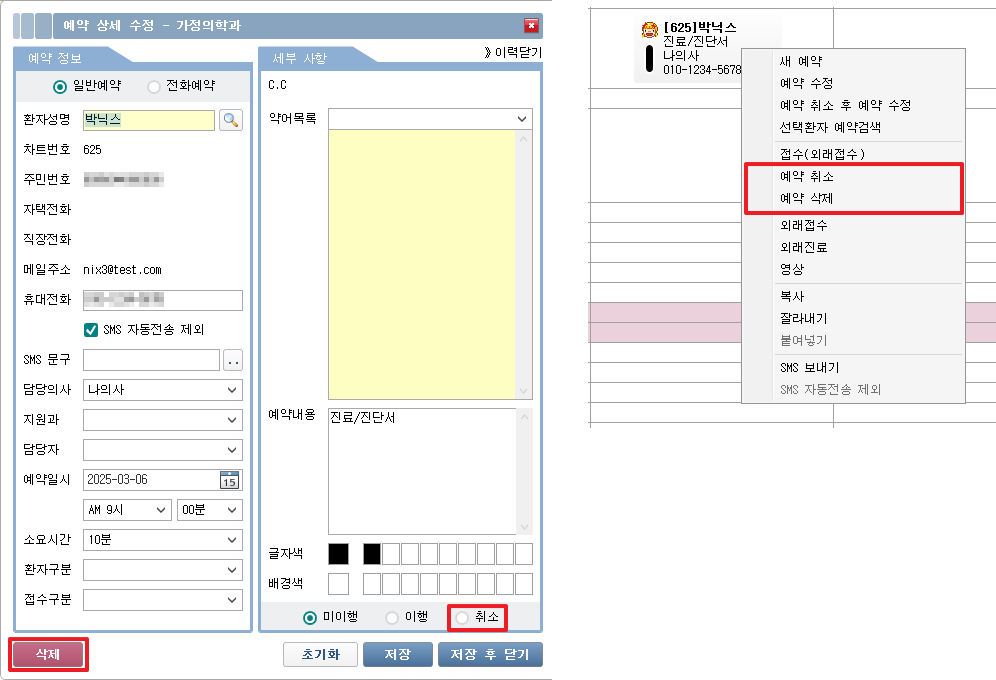 예약 상세 수정 - 가정의학과
예약 정보
일반예약 전화예약
환자성명 박닉스
차트번호 625
주민번호
자택전화
직장전화
메일주소 nix3@test.com
휴대전화
SMS 자동전송 제외
SMS 문구 ..
담당의사 나의사
지원과
담당자
예약일시 2025-03-06 15
AM 9시 00분
소요시간 10분
환자구분
접수구분
세부 사항 》이력닫기
C.C
약어목록
예약내용 진료/진단서
글자색
배경색
미이행 이행 취소
삭제 초기화 저장 저장 후 닫기
[625]박닉스
진료/진단서
나의사
010-1234-5678
새 예약
예약 수정
예약 취소 후 예약 수정
선택환자 예약검색
접수(외래접수)
예약 취소
예약 삭제
외래접수
외래진료
영상
복사
잘라내기
붙여넣기
SMS 보내기
SMS 자동전송 제외